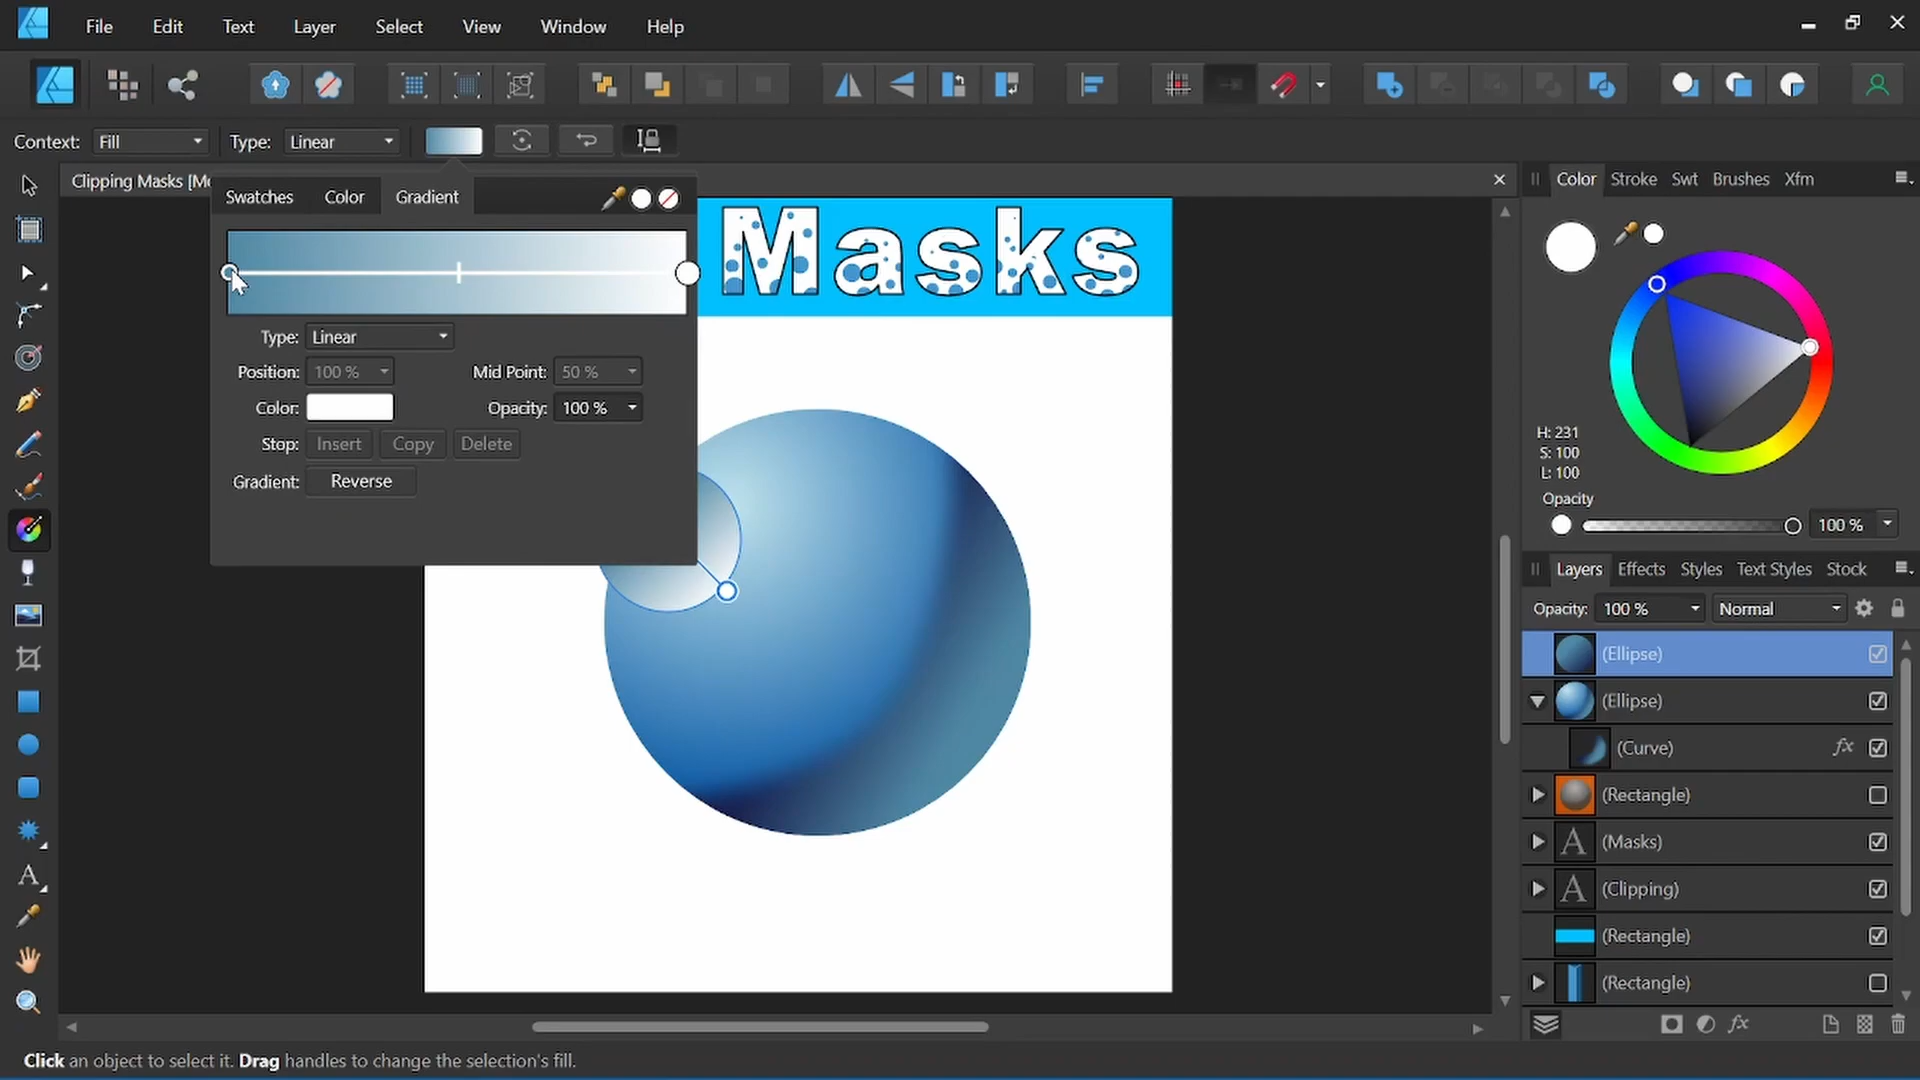 File Edit Text Layer Select View Window Help
Context: Fill Type: Linear
Clipping Masks [Mo
Swatches Color Gradient
Masks
Type: Linear
Position: 100 % Mid Point: 50 %
Color: Opacity: 100 %
Stop: Insert Copy Delete
Gradient: Reverse
Color Stroke Swt Brushes Xfm
H: 231
S: 100
L: 100
Opacity
100 %
Layers Effects Styles Text Styles Stock
Opacity: 100 % Normal
(Ellipse)
(Ellipse)
(Curve) fx
(Rectangle)
A (Masks)
A (Clipping)
(Rectangle)
(Rectangle)
fx
A
Click an object to select it. Drag handles to change the selection's fill.